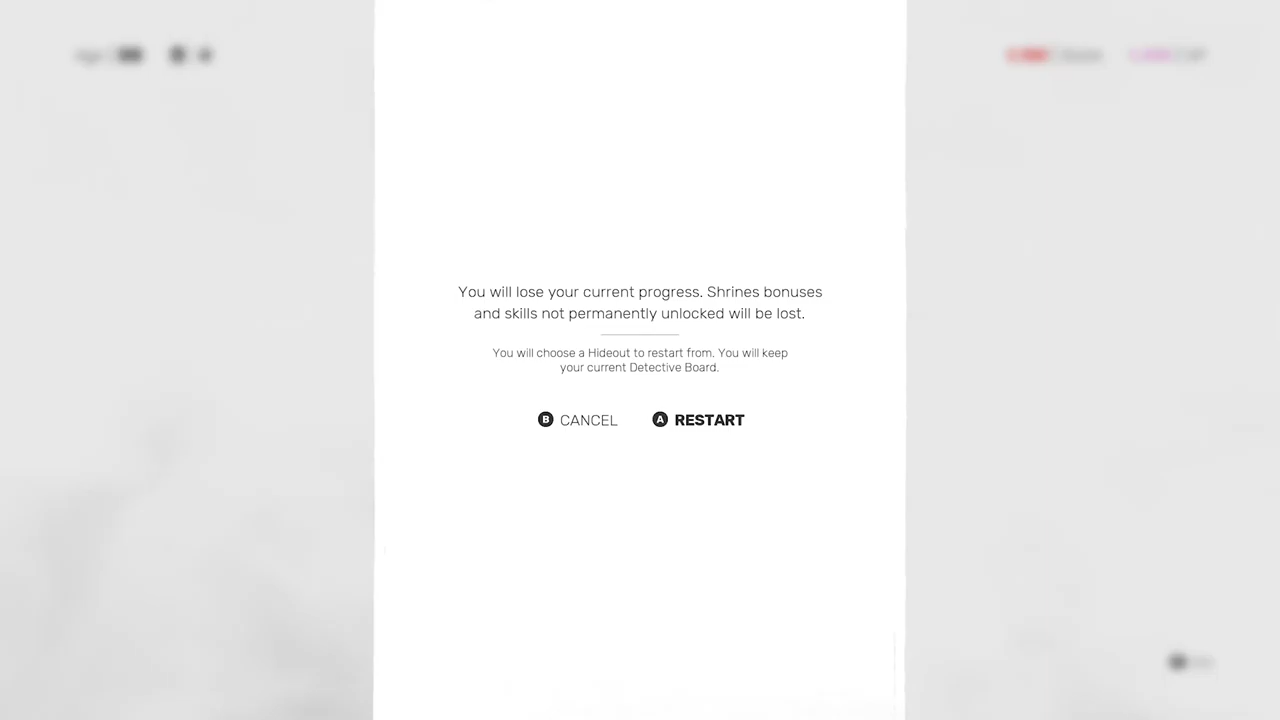 You will lose your current progress. Shrines bonuses
and skills not permanently unlocked will be lost.
You will choose a Hideout to restart from. You will keep
your current Detective Board.
B CANCEL A RESTART